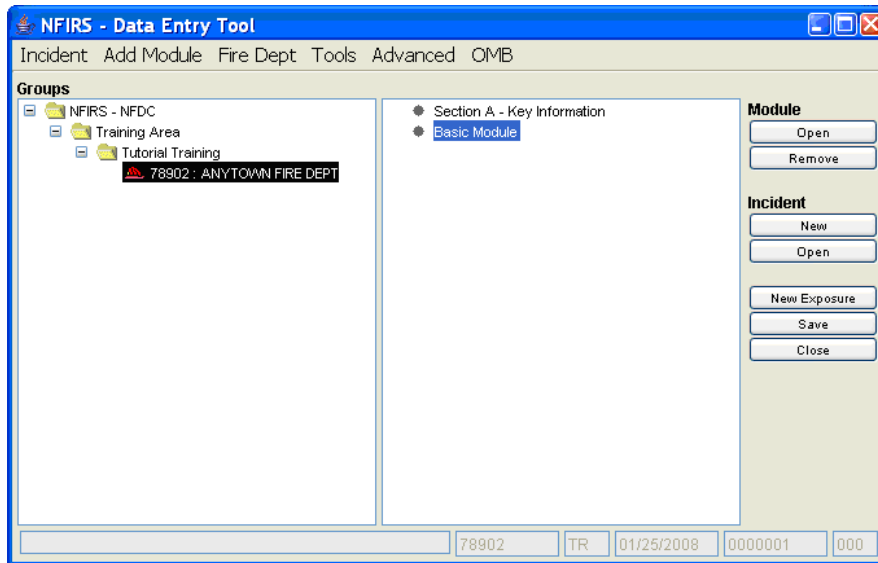 NFIRS - Data Entry Tool
Incident Add Module Fire Dept Tools Advanced OMB
Groups
NFIRS - NFDC
Training Area
Tutorial Training
78902 : ANYTOWN FIRE DEPT
Section A - Key Information
Basic Module
Module
Open
Remove
Incident
New
Open
New Exposure
Save
Close
78902 TR 01/25/2008 0000001 000